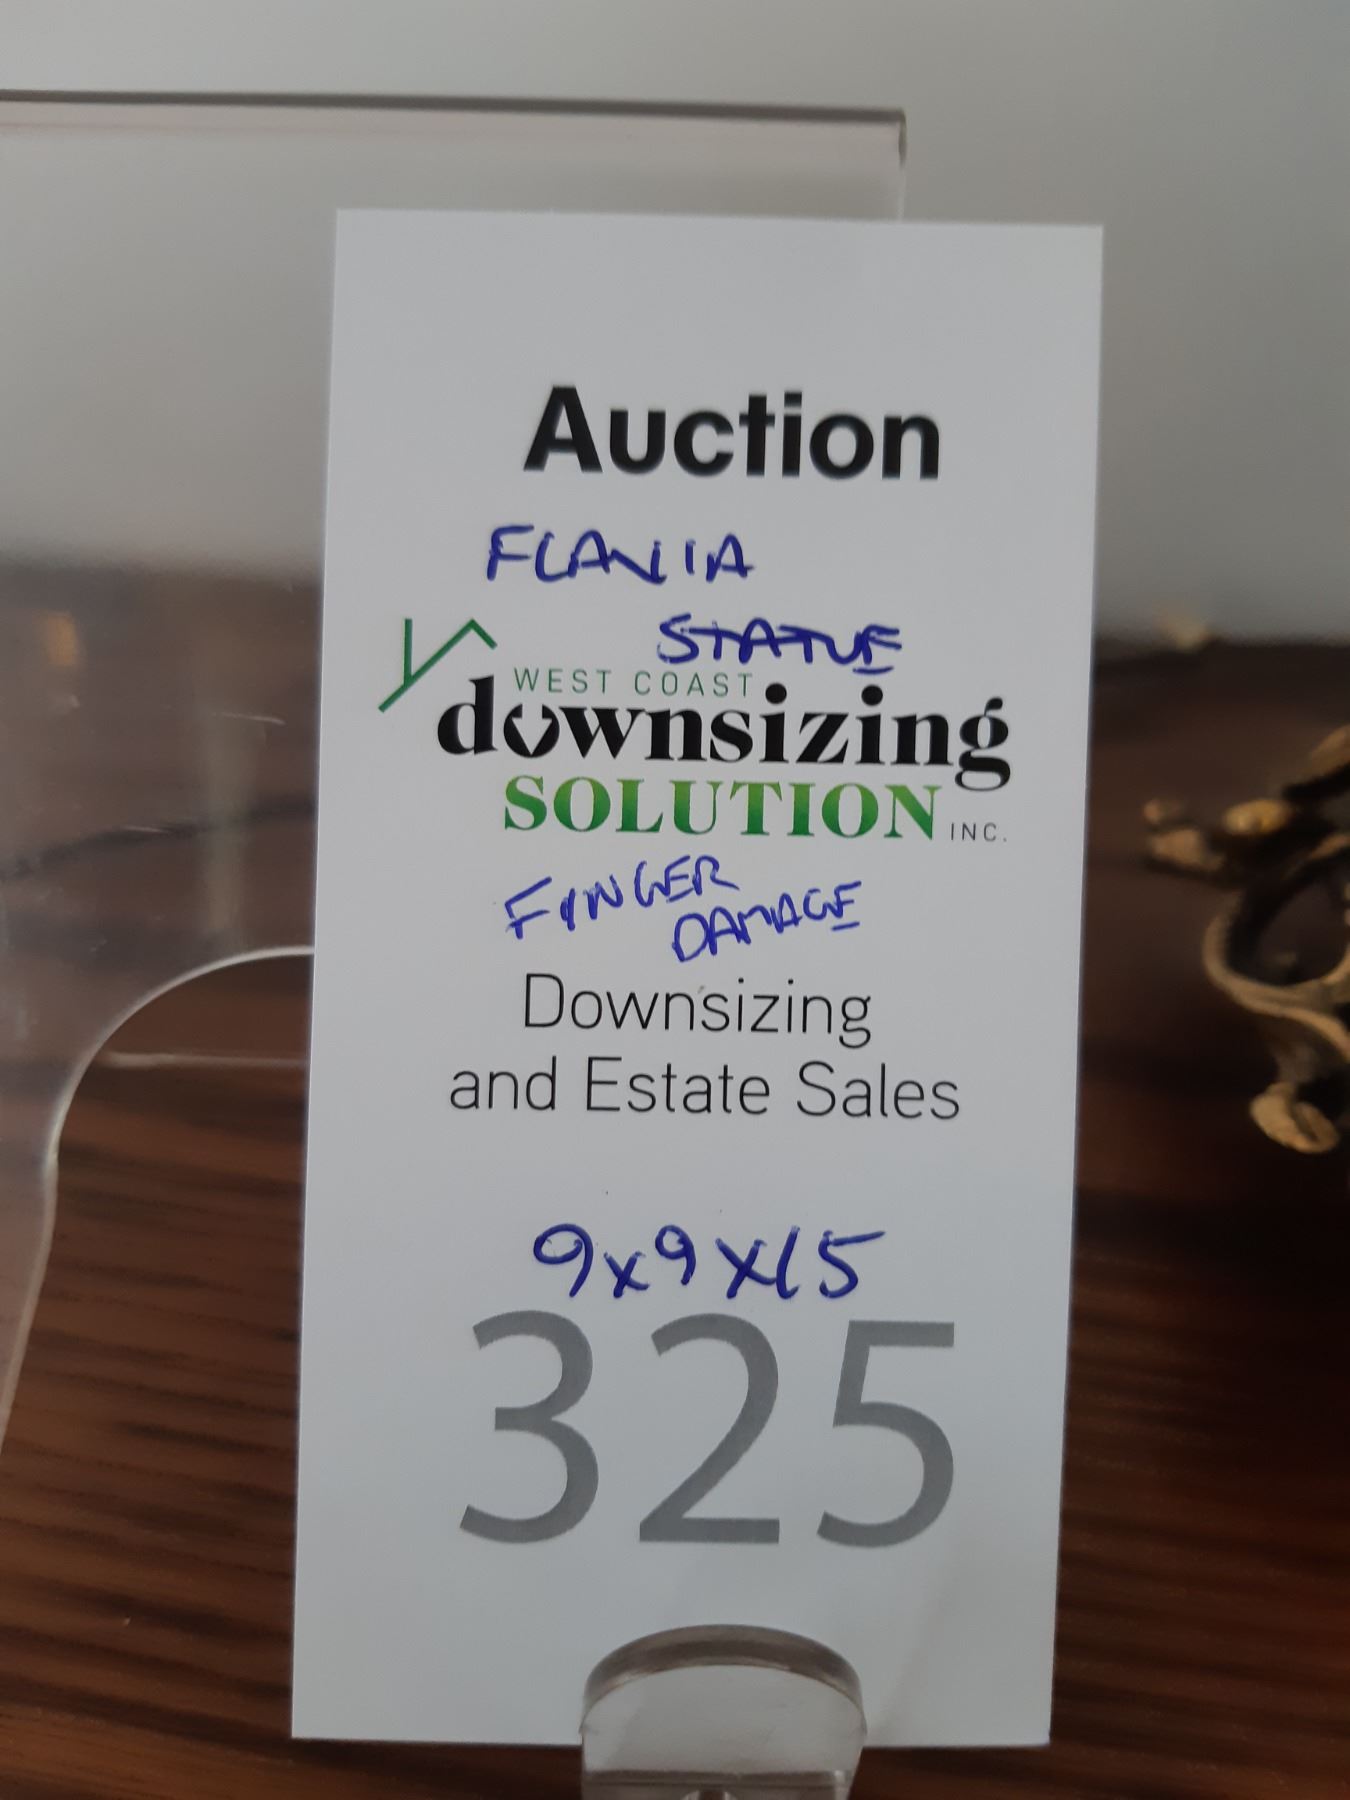 Auction
FLAVIA
STATUE
WEST COAST
downsizing
SOLUTION INC.
FINGER
DAMAGE
Downsizing
and Estate Sales
9x9x15
325